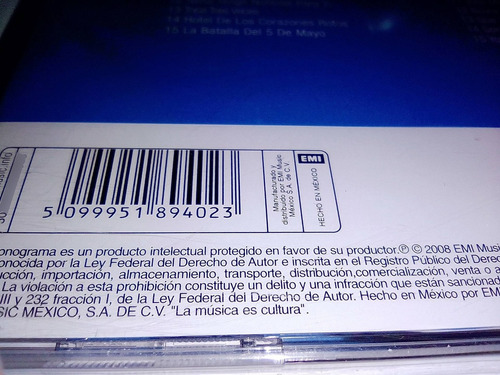 14 Hotel De Los Corazones Rotos
15 La Batalla Del 5 De Mayo
Manufacturado y
distribuido por EMI Music
México S.A. de C.V.
EMI
HECHO EN MÉXICO
5 099951 894023
onograma es un producto intelectual protegido en favor de su productor.℗ © 2008 EMI Musi
onocida por la Ley Federal del Derecho de Autor e inscrita en el Registro Público del Derec
ucción, importación, almacenamiento, transporte, distribución,comercialización, venta o a
La violación a esta prohibición constituye un delito y una infracción que están sancionad
III y 232 fracción I, de la Ley Federal del Derecho de Autor. Hecho en México por EM
SIC MEXICO, S.A. DE C.V. "La música es cultura".